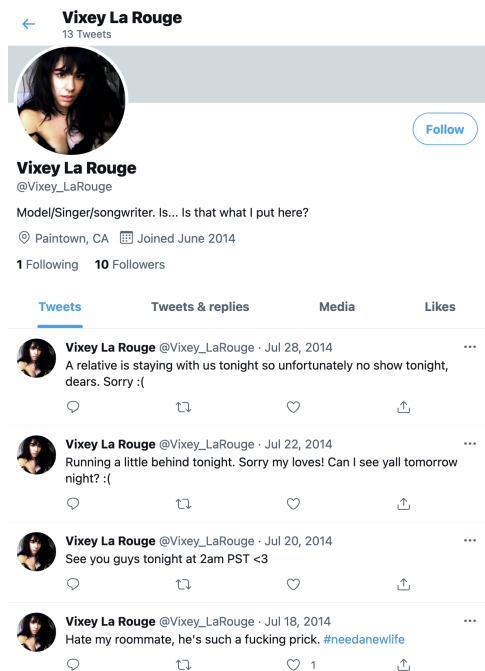 Vixey La Rouge
13 Tweets
Follow
Vixey La Rouge
@Vixey_LaRouge
Model/Singer/songwriter. Is... Is that what I put here?
Paintown, CA Joined June 2014
1 Following 10 Followers
Tweets Tweets & replies Media Likes
Vixey La Rouge @Vixey_LaRouge · Jul 28, 2014
A relative is staying with us tonight so unfortunately no show tonight,
dears. Sorry :(
Vixey La Rouge @Vixey_LaRouge · Jul 22, 2014
Running a little behind tonight. Sorry my loves! Can I see yall tomorrow
night? :(
Vixey La Rouge @Vixey_LaRouge · Jul 20, 2014
See you guys tonight at 2am PST <3
Vixey La Rouge @Vixey_LaRouge · Jul 18, 2014
Hate my roommate, he's such a fucking prick. #needanewlife
1